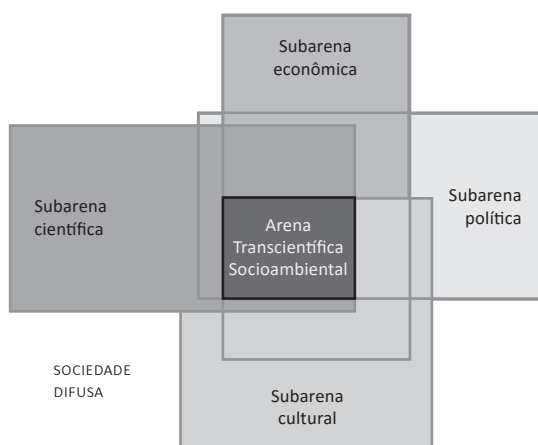 Subarena
econômica
Subarena
científica
Subarena
política
Arena
Transcientífica
Socioambiental
SOCIEDADE
DIFUSA
Subarena
cultural